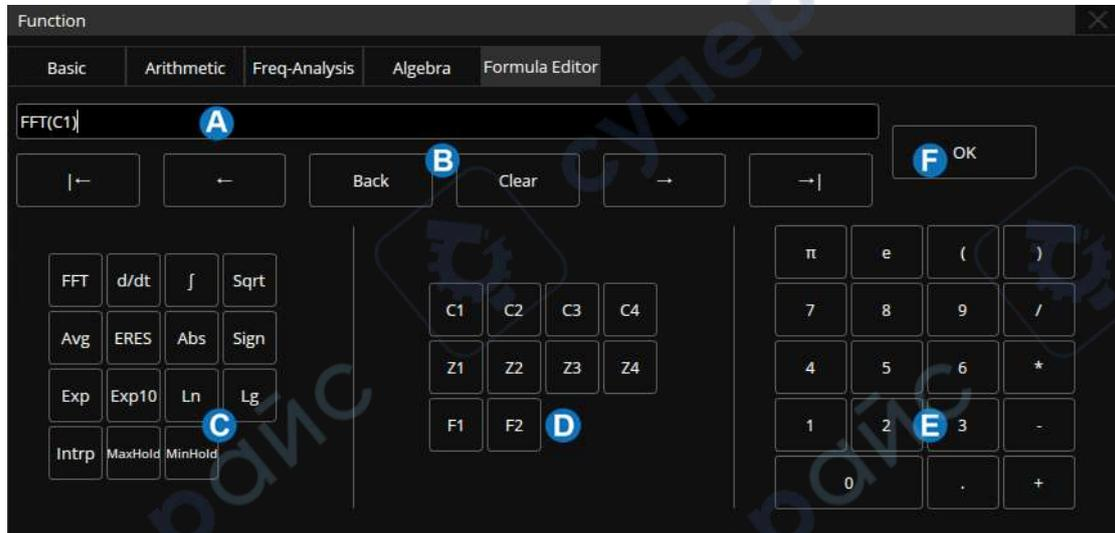 Function
Basic Arithmetic Freq-Analysis Algebra Formula Editor
FFT(C1)
A
B
F OK
|← ← Back Clear → →|
π e ( )
FFT d/dt ∫ Sqrt
C1 C2 C3 C4
7 8 9 /
Avg ERES Abs Sign
Z1 Z2 Z3 Z4
4 5 6 *
Exp Exp10 Ln Lg
C
F1 F2 D
1 2 E 3 -
Intrp MaxHold MinHold
0 . +
супер
райс